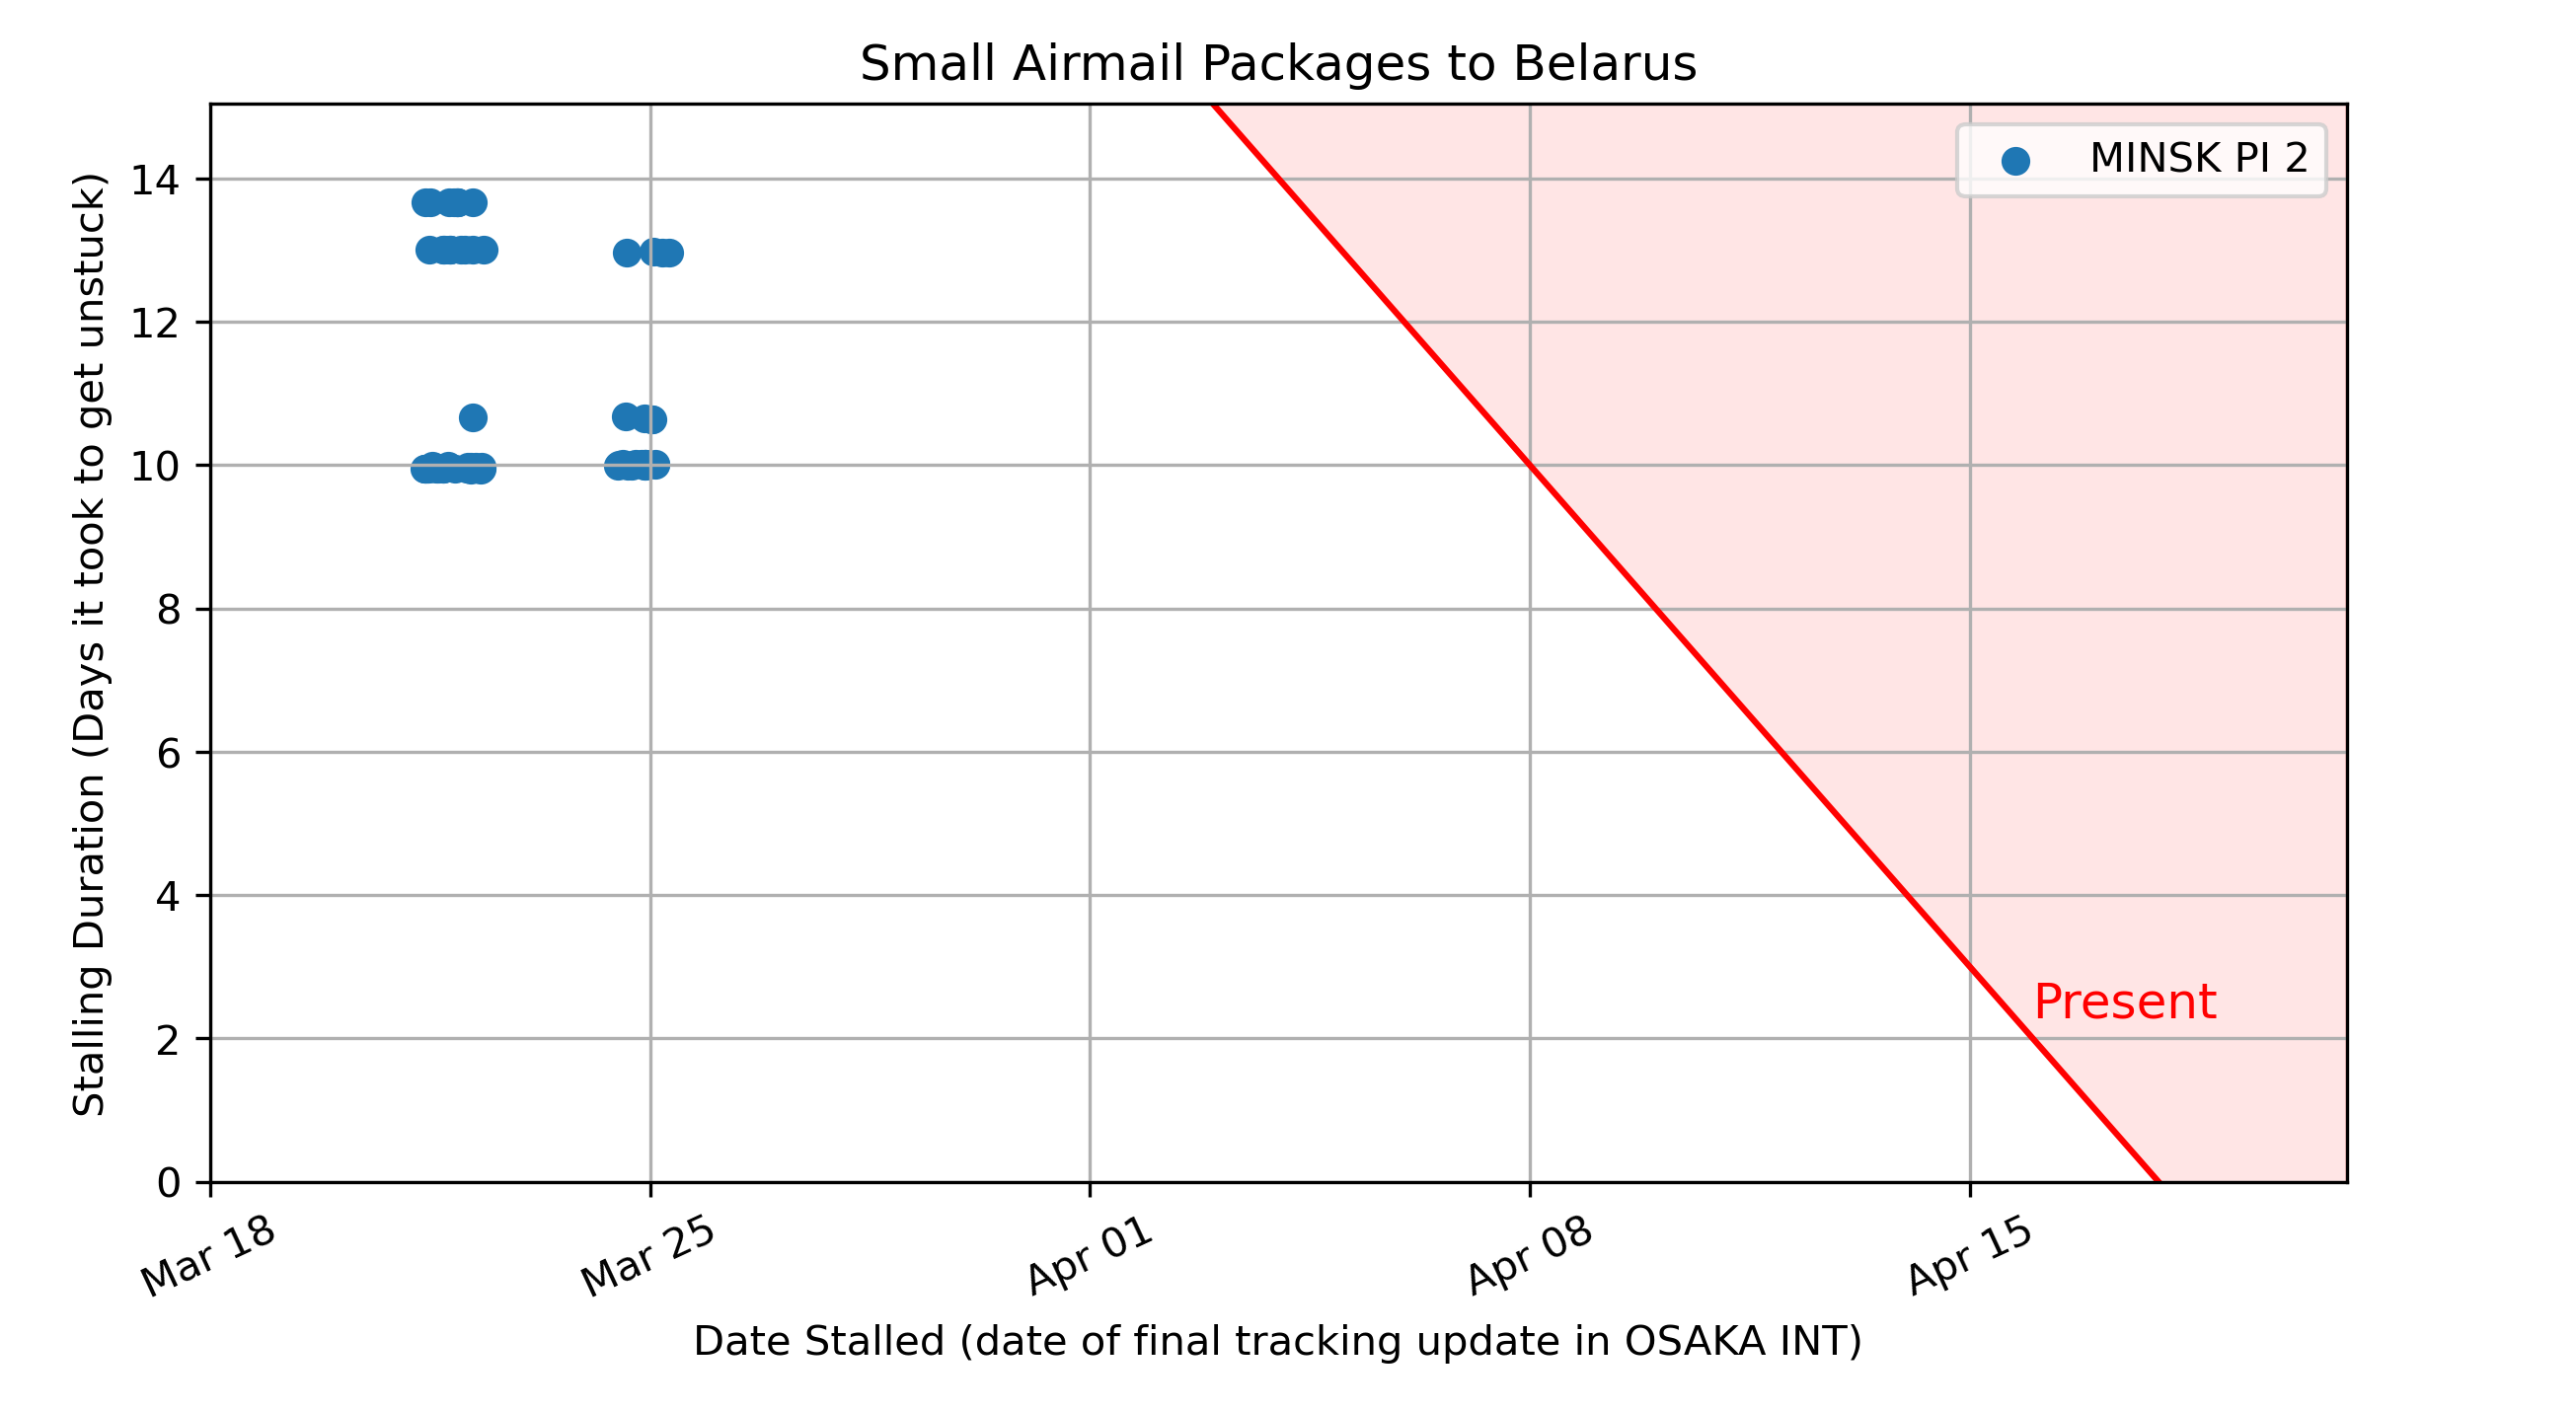 Small Airmail Packages to Belarus
MINSK PI 2
Stalling Duration (Days it took to get unstuck)
14
12
10
8
6
4
2
0
Present
Mar 18
Mar 25
Apr 01
Apr 08
Apr 15
Date Stalled (date of final tracking update in OSAKA INT)